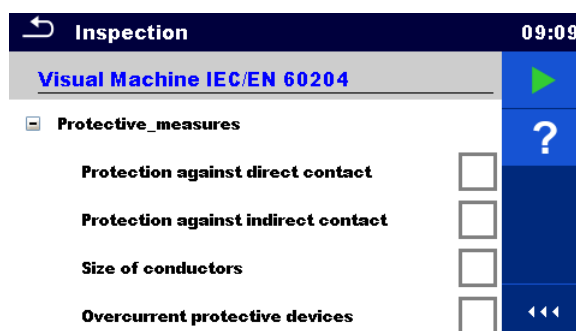 Inspection
09:09
Visual Machine IEC/EN 60204
Protective_measures
?
Protection against direct contact
Protection against indirect contact
Size of conductors
Overcurrent protective devices